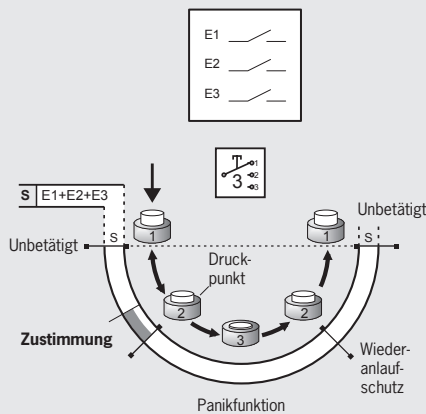 E1
E2
E3
3 1 2 3
S E1+E2+E3
Unbetätigt
Unbetätigt
S
1
1
S
Druck-
punkt
2
2
3
Zustimmung
Wieder-
anlauf-
schutz
Panikfunktion